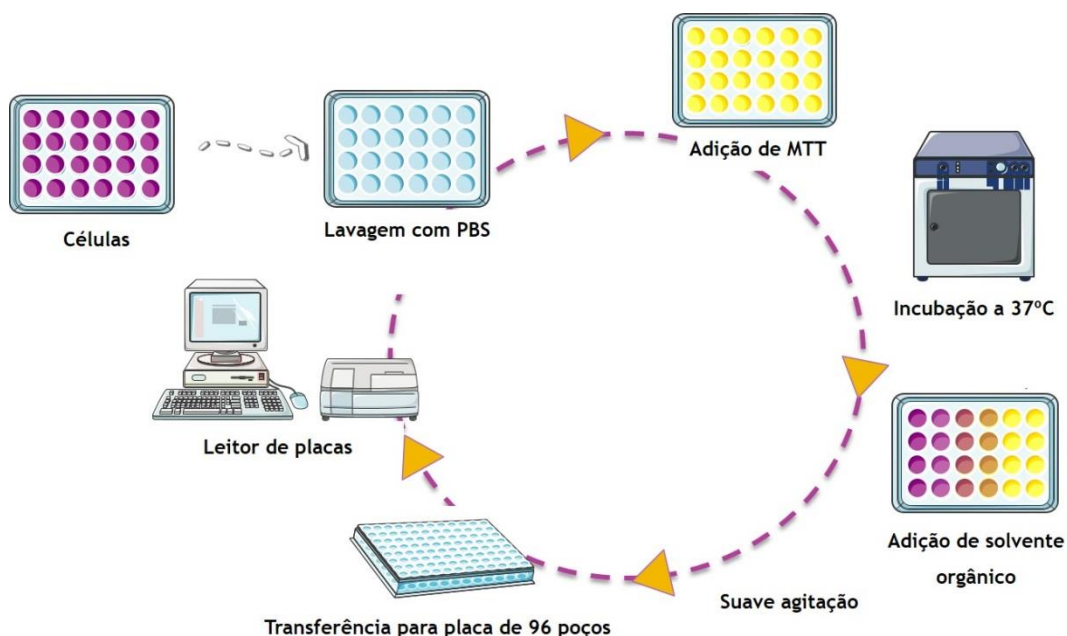 Células
Lavagem com PBS
Adição de MTT
Incubação a 37ºC
Adição de solvente
orgânico
Suave agitação
Transferência para placa de 96 poços
Leitor de placas